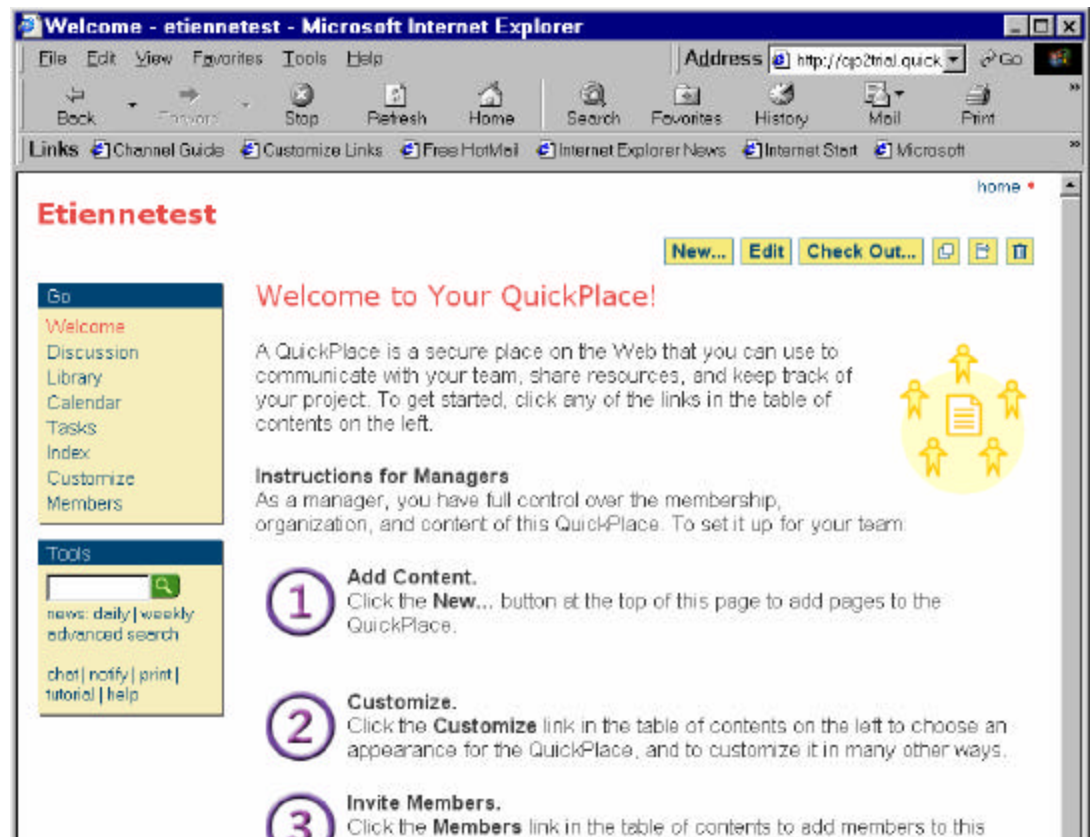 Welcome - etiennetest - Microsoft Internet Explorer
File Edit View Favorites Tools Help Address http://qp2trial.quick Go
Back Forward Stop Refresh Home Search Favorites History Mail Print
Links Channel Guide Customize Links Free HotMail Internet Explorer News Internet Start Microsoft
home
Etiennetest
New... Edit Check Out...
Go
Welcome
Discussion
Library
Calendar
Tasks
Index
Customize
Members
Tools
news: daily | weekly
advanced search
chat | notify | print |
tutorial | help
Welcome to Your QuickPlace!
A QuickPlace is a secure place on the Web that you can use to
communicate with your team, share resources, and keep track of
your project. To get started, click any of the links in the table of
contents on the left.
Instructions for Managers
As a manager, you have full control over the membership,
organization, and content of this QuickPlace. To set it up for your team:
1
Add Content.
Click the New... button at the top of this page to add pages to the
QuickPlace.
2
Customize.
Click the Customize link in the table of contents on the left to choose an
appearance for the QuickPlace, and to customize it in many other ways.
3
Invite Members.
Click the Members link in the table of contents to add members to this